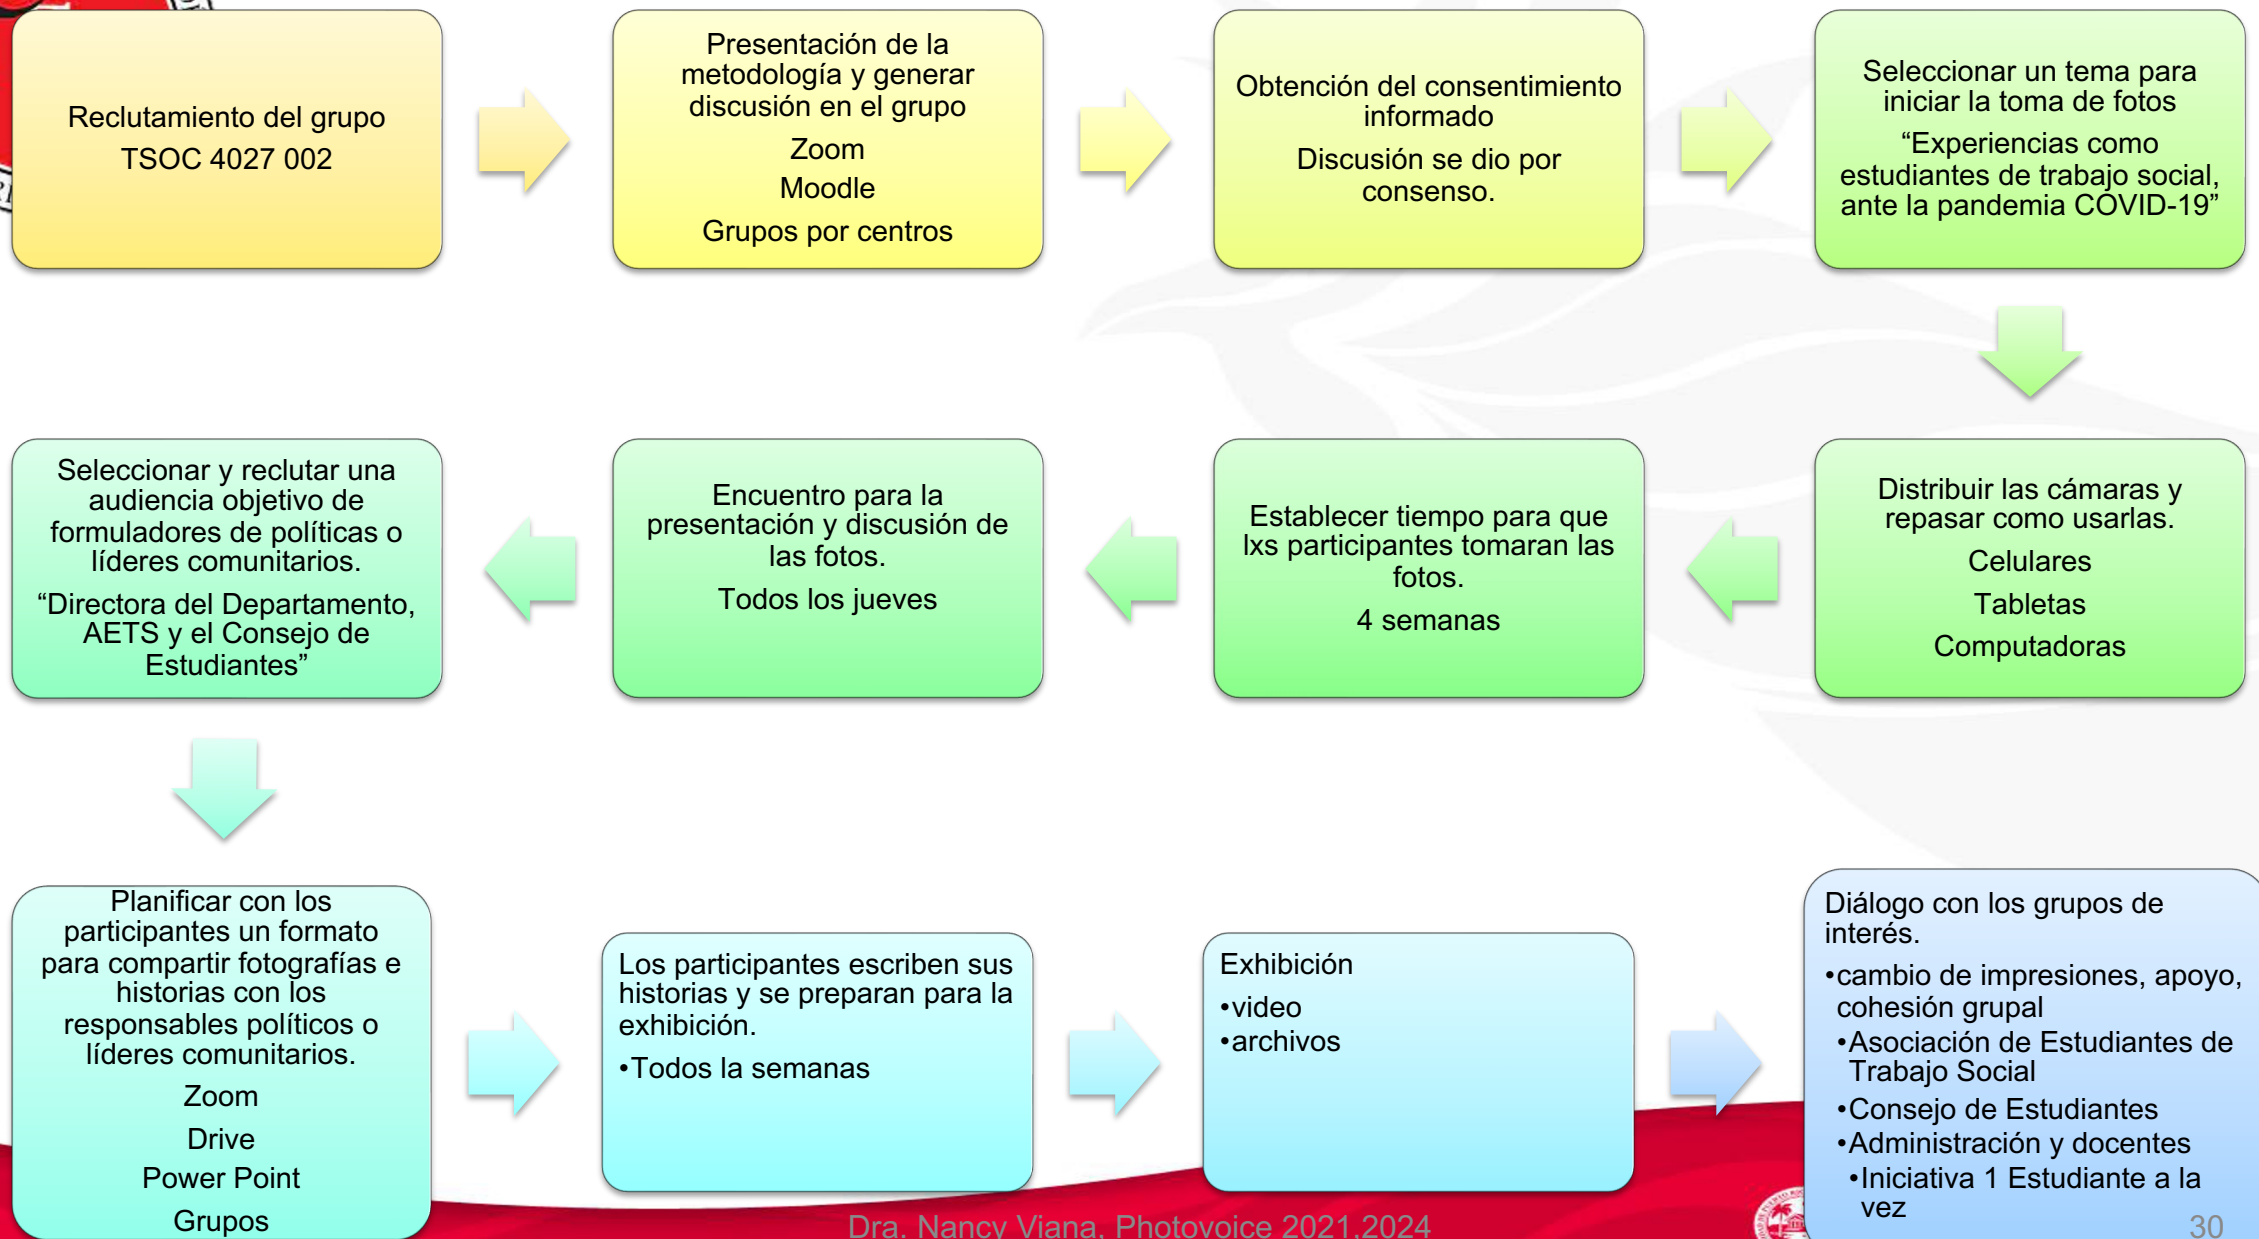 Reclutamiento del grupo
TSOC 4027 002
Presentación de la
metodología y generar
discusión en el grupo
Zoom
Moodle
Grupos por centros
Obtención del consentimiento
informado
Discusión se dio por
consenso.
Seleccionar un tema para
iniciar la toma de fotos
“Experiencias como
estudiantes de trabajo social,
ante la pandemia COVID-19”
Distribuir las cámaras y
repasar como usarlas.
Celulares
Tabletas
Computadoras
Establecer tiempo para que
lxs participantes tomaran las
fotos.
4 semanas
Encuentro para la
presentación y discusión de
las fotos.
Todos los jueves
Seleccionar y reclutar una
audiencia objetivo de
formuladores de políticas o
líderes comunitarios.
“Directora del Departamento,
AETS y el Consejo de
Estudiantes”
Planificar con los
participantes un formato
para compartir fotografías e
historias con los
responsables políticos o
líderes comunitarios.
Zoom
Drive
Power Point
Grupos
Los participantes escriben sus
historias y se preparan para la
exhibición.
•Todos la semanas
Exhibición
•video
•archivos
Diálogo con los grupos de
interés.
•cambio de impresiones, apoyo,
cohesión grupal
•Asociación de Estudiantes de
Trabajo Social
•Consejo de Estudiantes
•Administración y docentes
•Iniciativa 1 Estudiante a la
vez
Dra. Nancy Viana, Photovoice 2021,2024
30